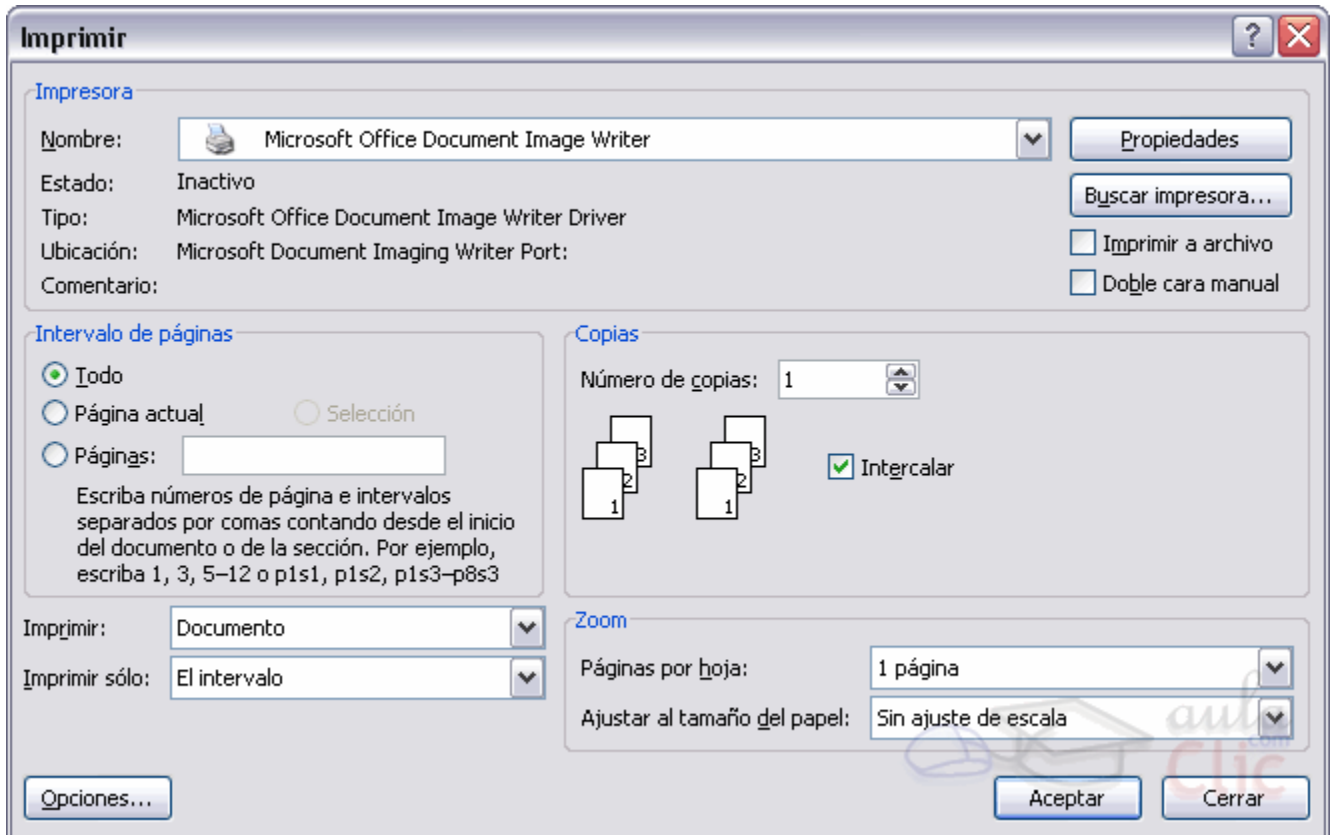 Imprimir
Impresora
Nombre: Microsoft Office Document Image Writer Propiedades
Estado: Inactivo Buscar impresora...
Tipo: Microsoft Office Document Image Writer Driver
Ubicación: Microsoft Document Imaging Writer Port: Imprimir a archivo
Comentario: Doble cara manual
Intervalo de páginas
Todo
Página actual Selección
Páginas:
Escriba números de página e intervalos
separados por comas contando desde el inicio
del documento o de la sección. Por ejemplo,
escriba 1, 3, 5–12 o p1s1, p1s2, p1s3–p8s3
Copias
Número de copias: 1
3 3
2 2
1 1
Intercalar
Imprimir: Documento
Imprimir sólo: El intervalo
Zoom
Páginas por hoja: 1 página
Ajustar al tamaño del papel: Sin ajuste de escala
aula
.com
Clic
Opciones... Aceptar Cerrar